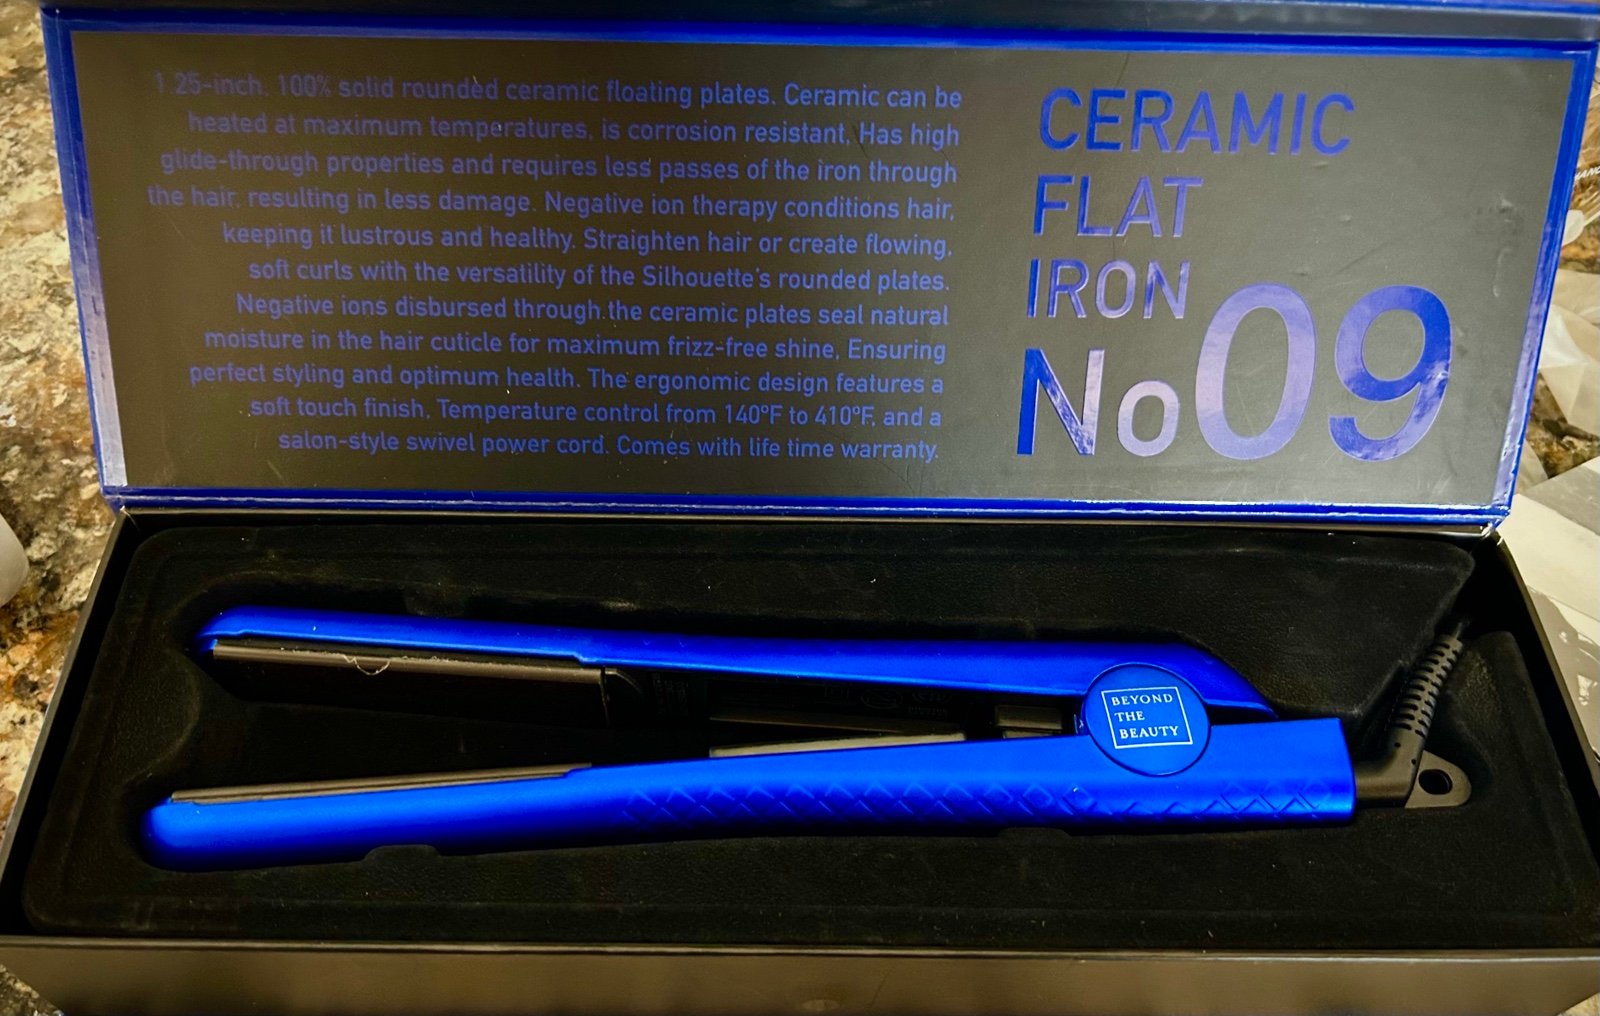 1.25-inch, 100% solid rounded ceramic floating plates. Ceramic can be
heated at maximum temperatures, is corrosion resistant, Has high
glide-through properties and requires less passes of the iron through
the hair, resulting in less damage. Negative ion therapy conditions hair,
keeping it lustrous and healthy. Straighten hair or create flowing,
soft curls with the versatility of the Silhouette's rounded plates.
Negative ions disbursed through the ceramic plates seal natural
moisture in the hair cuticle for maximum frizz-free shine, Ensuring
perfect styling and optimum health. The ergonomic design features a
soft touch finish, Temperature control from 140°F to 410°F, and a
salon-style swivel power cord. Comes with life time warranty.
CERAMIC
FLAT
IRON
No09
BEYOND
THE
BEAUTY